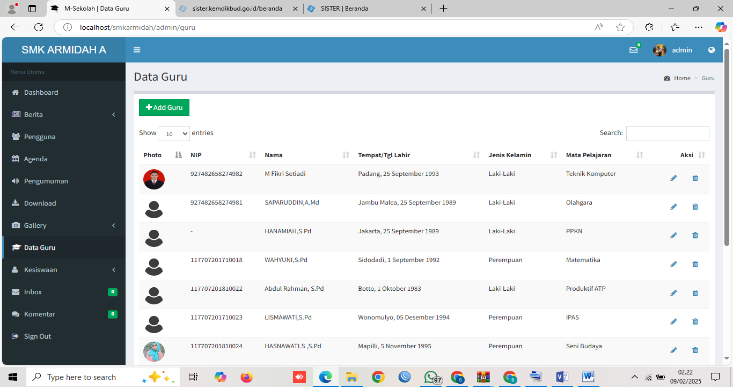 M-Sekolah | Data Guru
sister.kemdikbud.go.id/beranda
SISTER | Beranda
localhost/smkarmidah/admin/guru
SMK ARMIDAH A
admin
Menu Utama
Dashboard
Berita
Pengguna
Agenda
Pengumuman
Download
Gallery
Data Guru
Kesiswaan
Inbox 0
Komentar 0
Sign Out
Data Guru
Home > Guru
+ Add Guru
Show 10 entries
Search:
Photo NIP Nama Tempat/Tgl Lahir Jenis Kelamin Mata Pelajaran Aksi
927482658274982 M Fikri Setiadi Padang, 25 September 1993 Laki-Laki Teknik Komputer
927482658274981 SAPARUDDIN,A.Md Jambu Malea, 25 September 1989 Laki-Laki Olahgara
- HANAMIAH,S.Pd Jakarta, 25 September 1989 Laki-Laki PPKN
117707201710018 WAHYUNI,S.Pd Sidodadi, 1 September 1992 Perempuan Matematika
117707201810022 Abdul Rahman, S.Pd Botto, 1 Oktober 1983 Laki-Laki Produktif ATP
117707201710023 LISMAWATI,S.Pd Wonomulyo, 05 Desember 1994 Perempuan IPAS
117707201810024 HASNAWATI.S ,S.Pd Mapilli, 5 November 1995 Perempuan Seni Budaya
Type here to search
97
02.22
09/02/2025